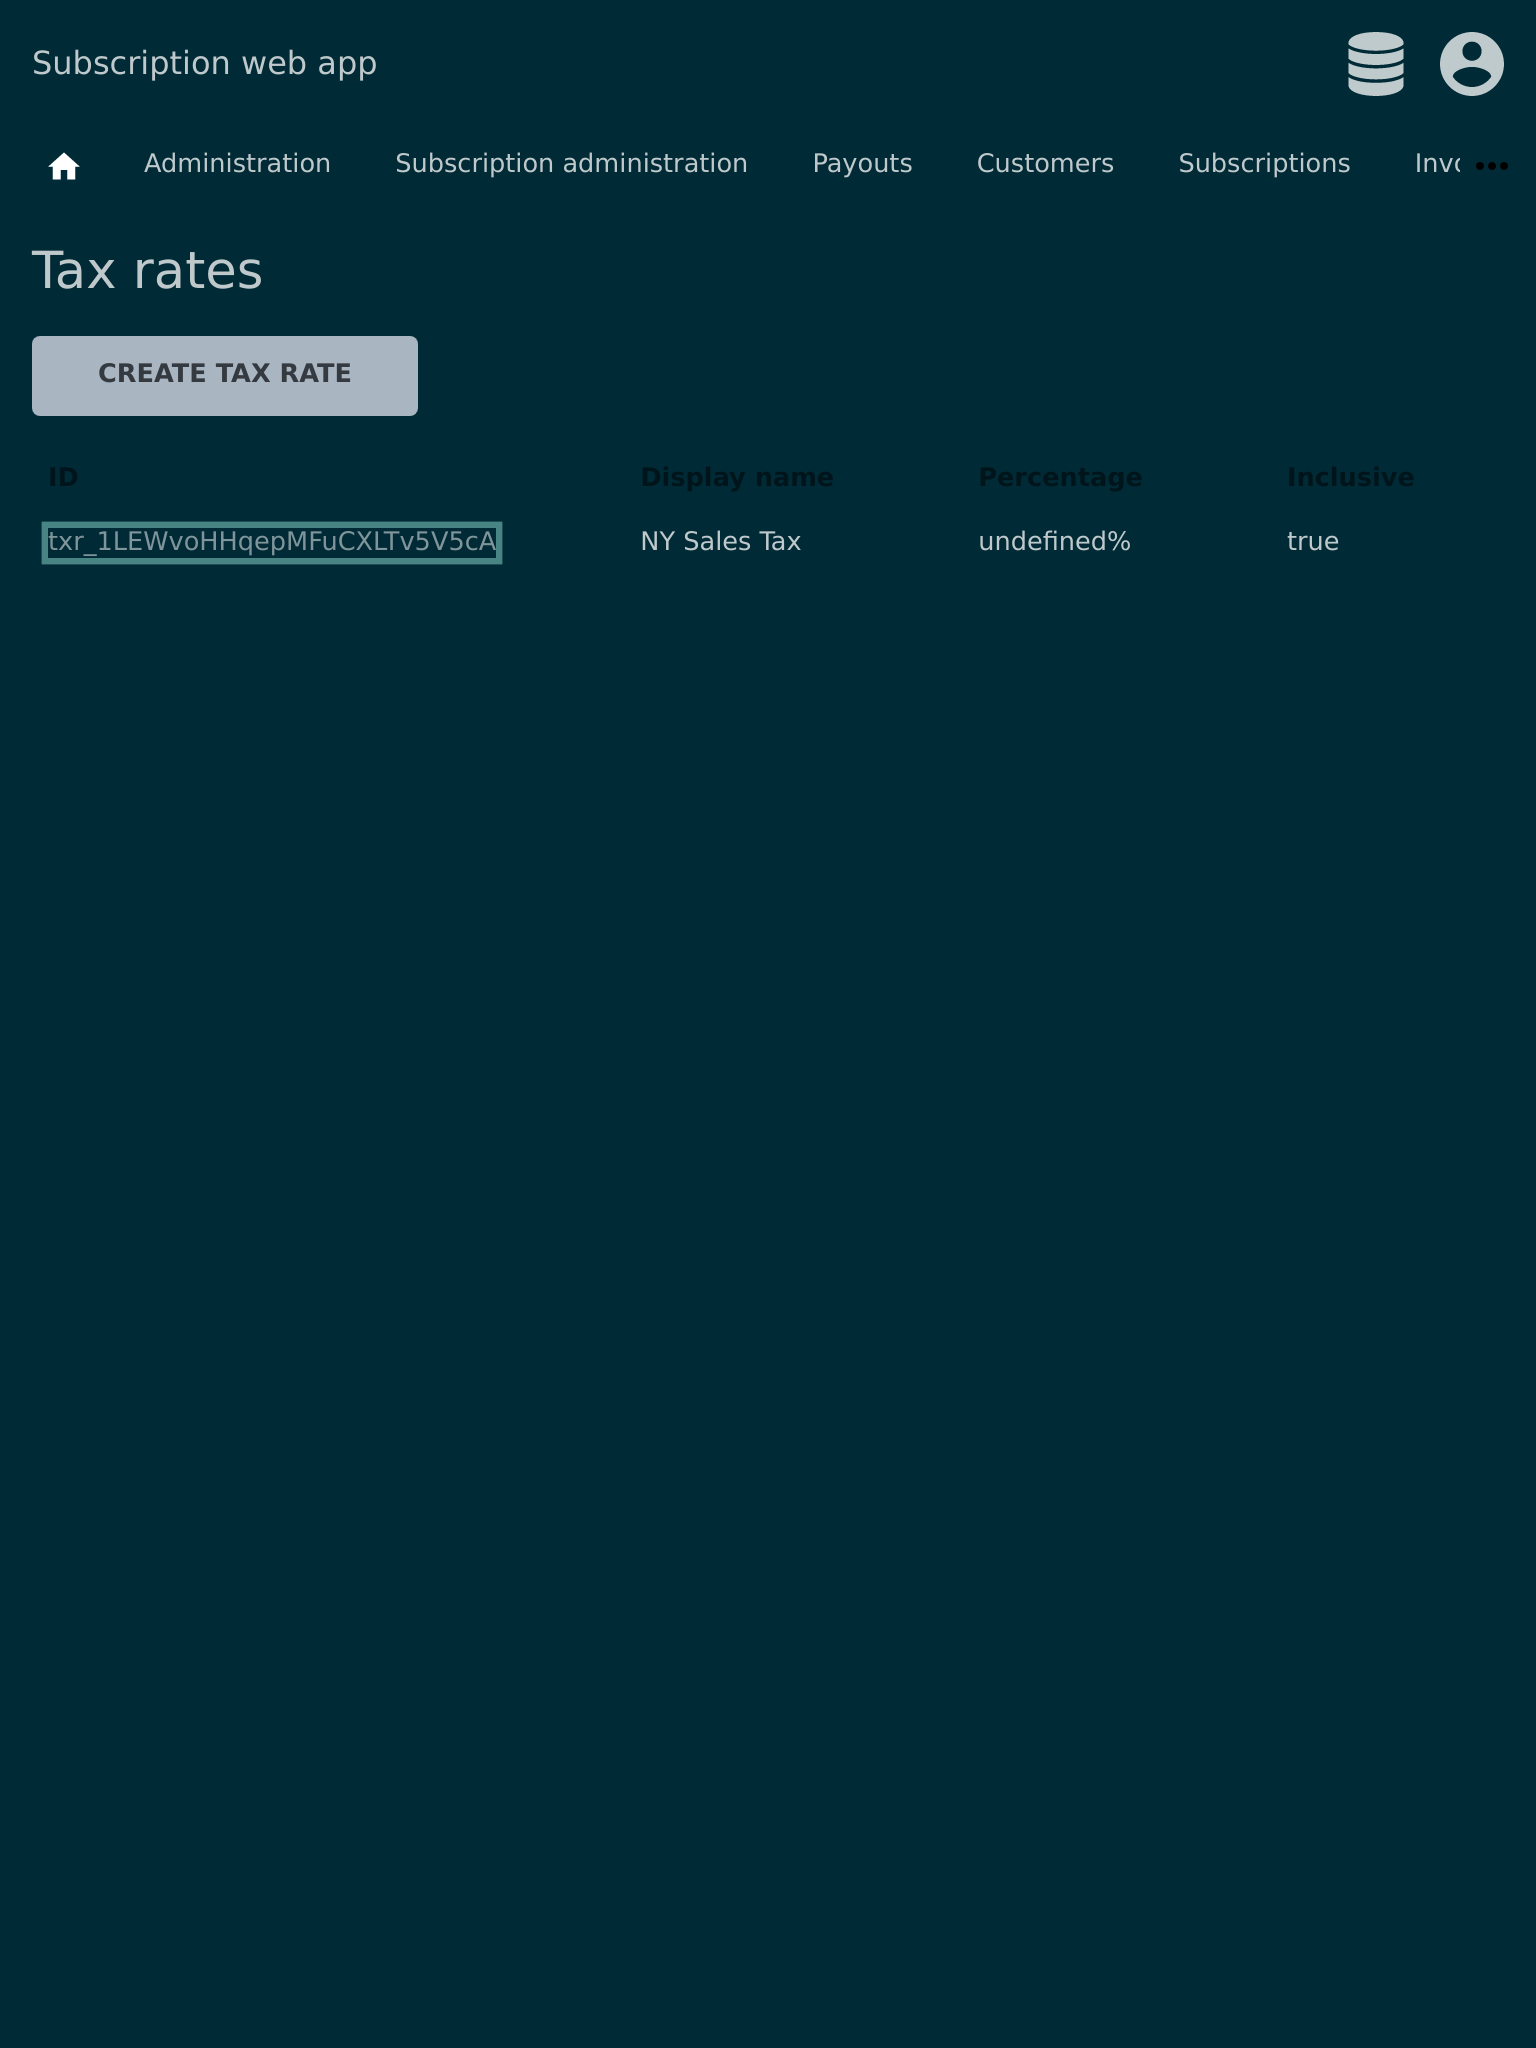 Subscription web app
Administration Subscription administration Payouts Customers Subscriptions
Tax rates
CREATE TAX RATE
ID Display name Percentage Inclusive
txr_1LEWvoHHqepMFuCXLTv5V5cA NY Sales Tax undefined% true